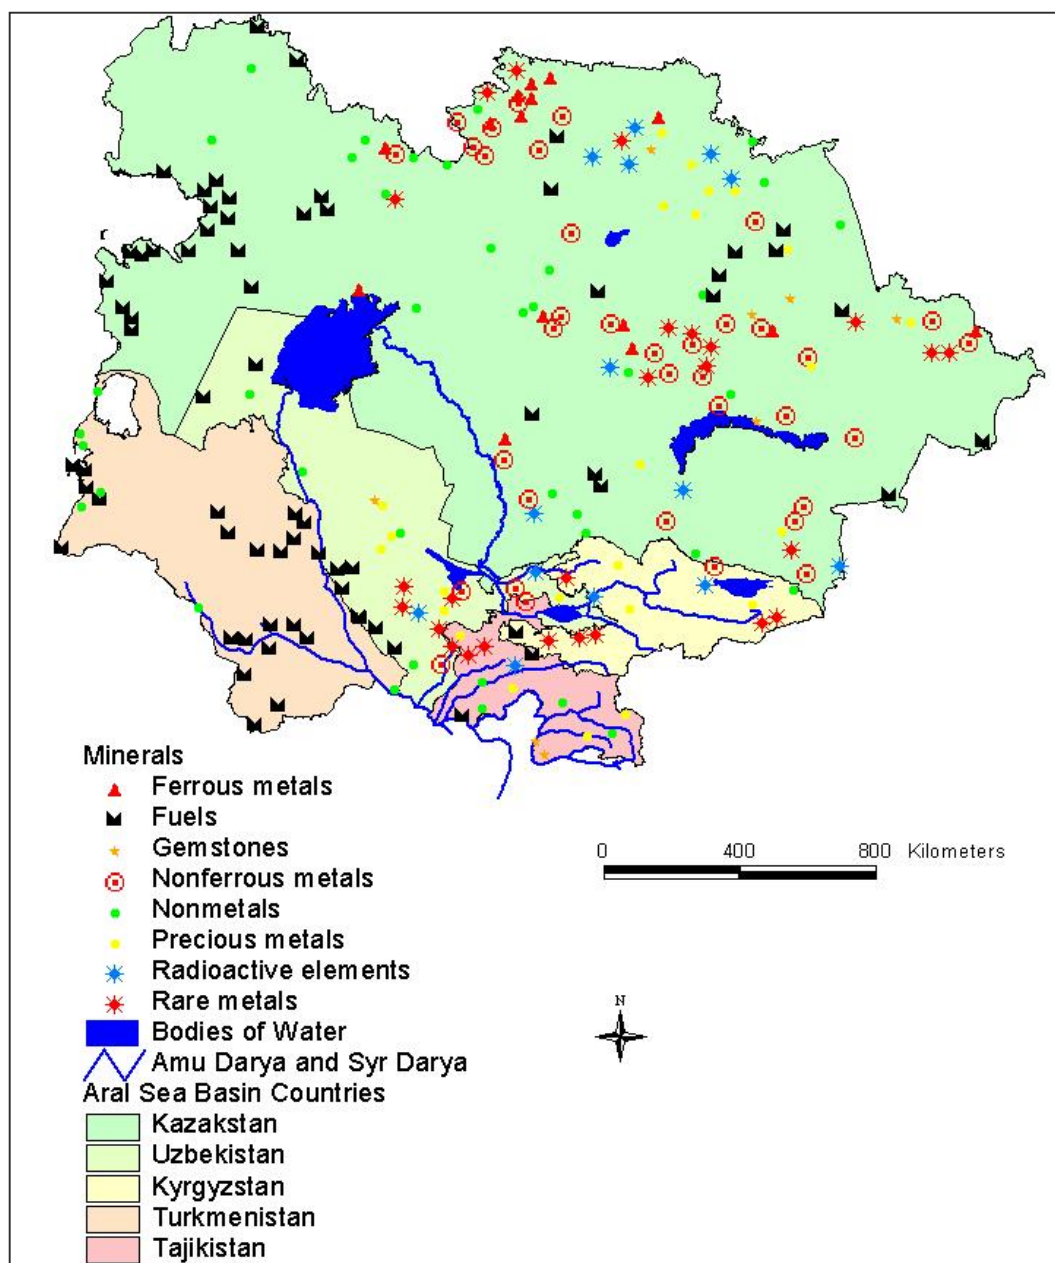 Minerals
Ferrous metals
Fuels
Gemstones
Nonferrous metals
Nonmetals
Precious metals
Radioactive elements
Rare metals
Bodies of Water
Amu Darya and Syr Darya
Aral Sea Basin Countries
Kazakstan
Uzbekistan
Kyrgyzstan
Turkmenistan
Tajikistan
0 400 800 Kilometers
N